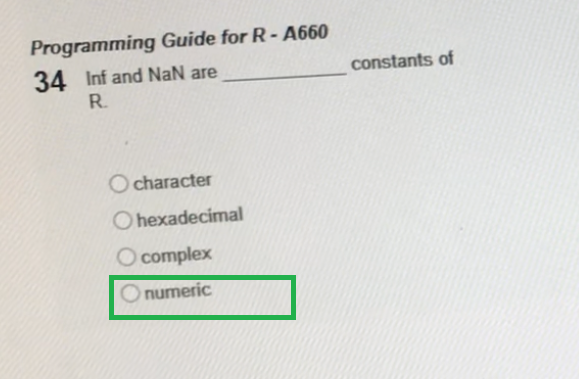 Programming Guide for R - A660
34 Inf and NaN are ____________ constants of
R.
character
hexadecimal
complex
numeric